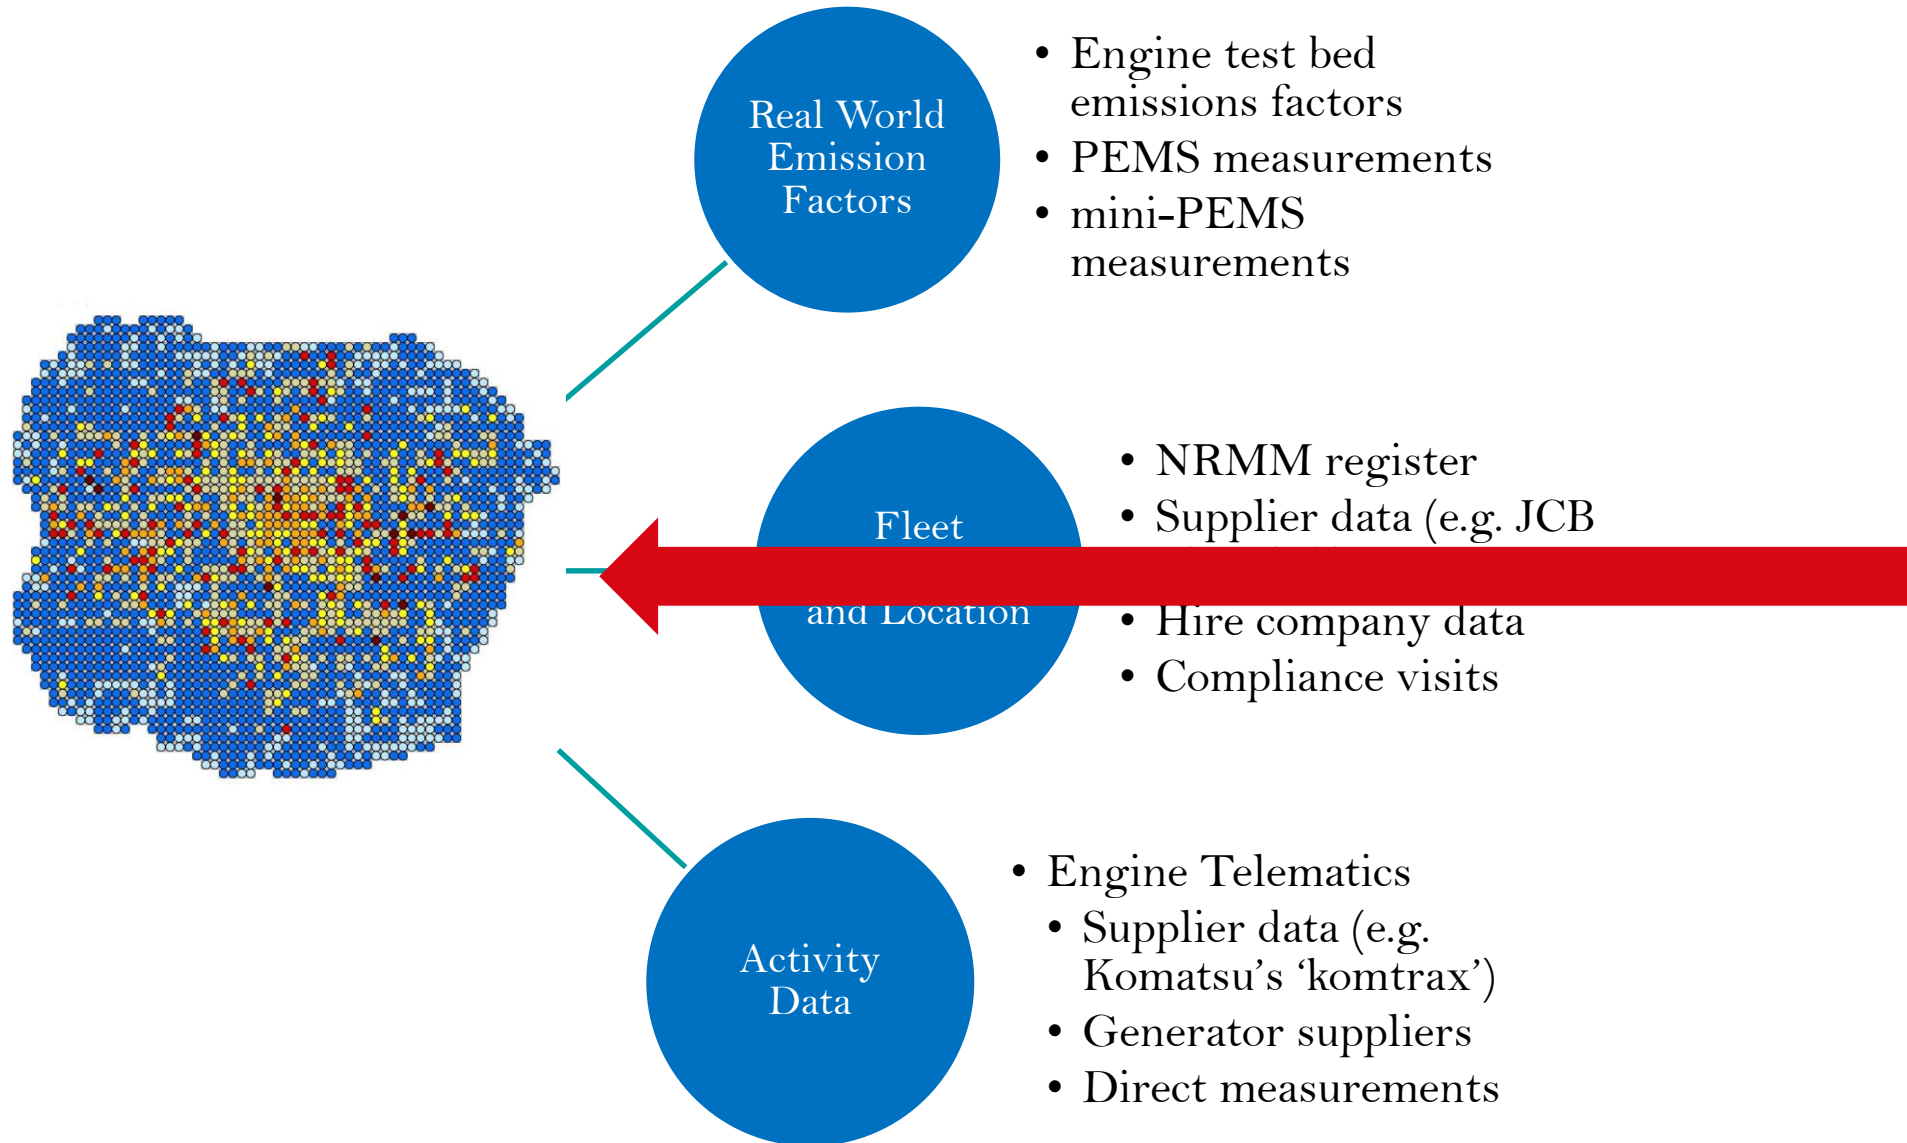 Real World
Emission
Factors
• Engine test bed
emissions factors
• PEMS measurements
• mini-PEMS
measurements
Fleet
and Location
• NRMM register
• Supplier data (e.g. JCB
• Hire company data
• Compliance visits
Activity
Data
• Engine Telematics
• Supplier data (e.g.
Komatsu’s ‘komtrax’)
• Generator suppliers
• Direct measurements